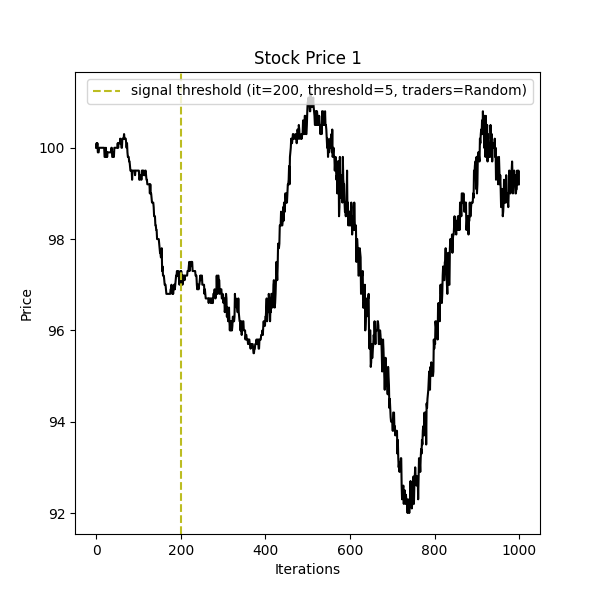 Stock Price 1
signal threshold (it=200, threshold=5, traders=Random)
100
98
96
94
92
Price
0 200 400 600 800 1000
Iterations